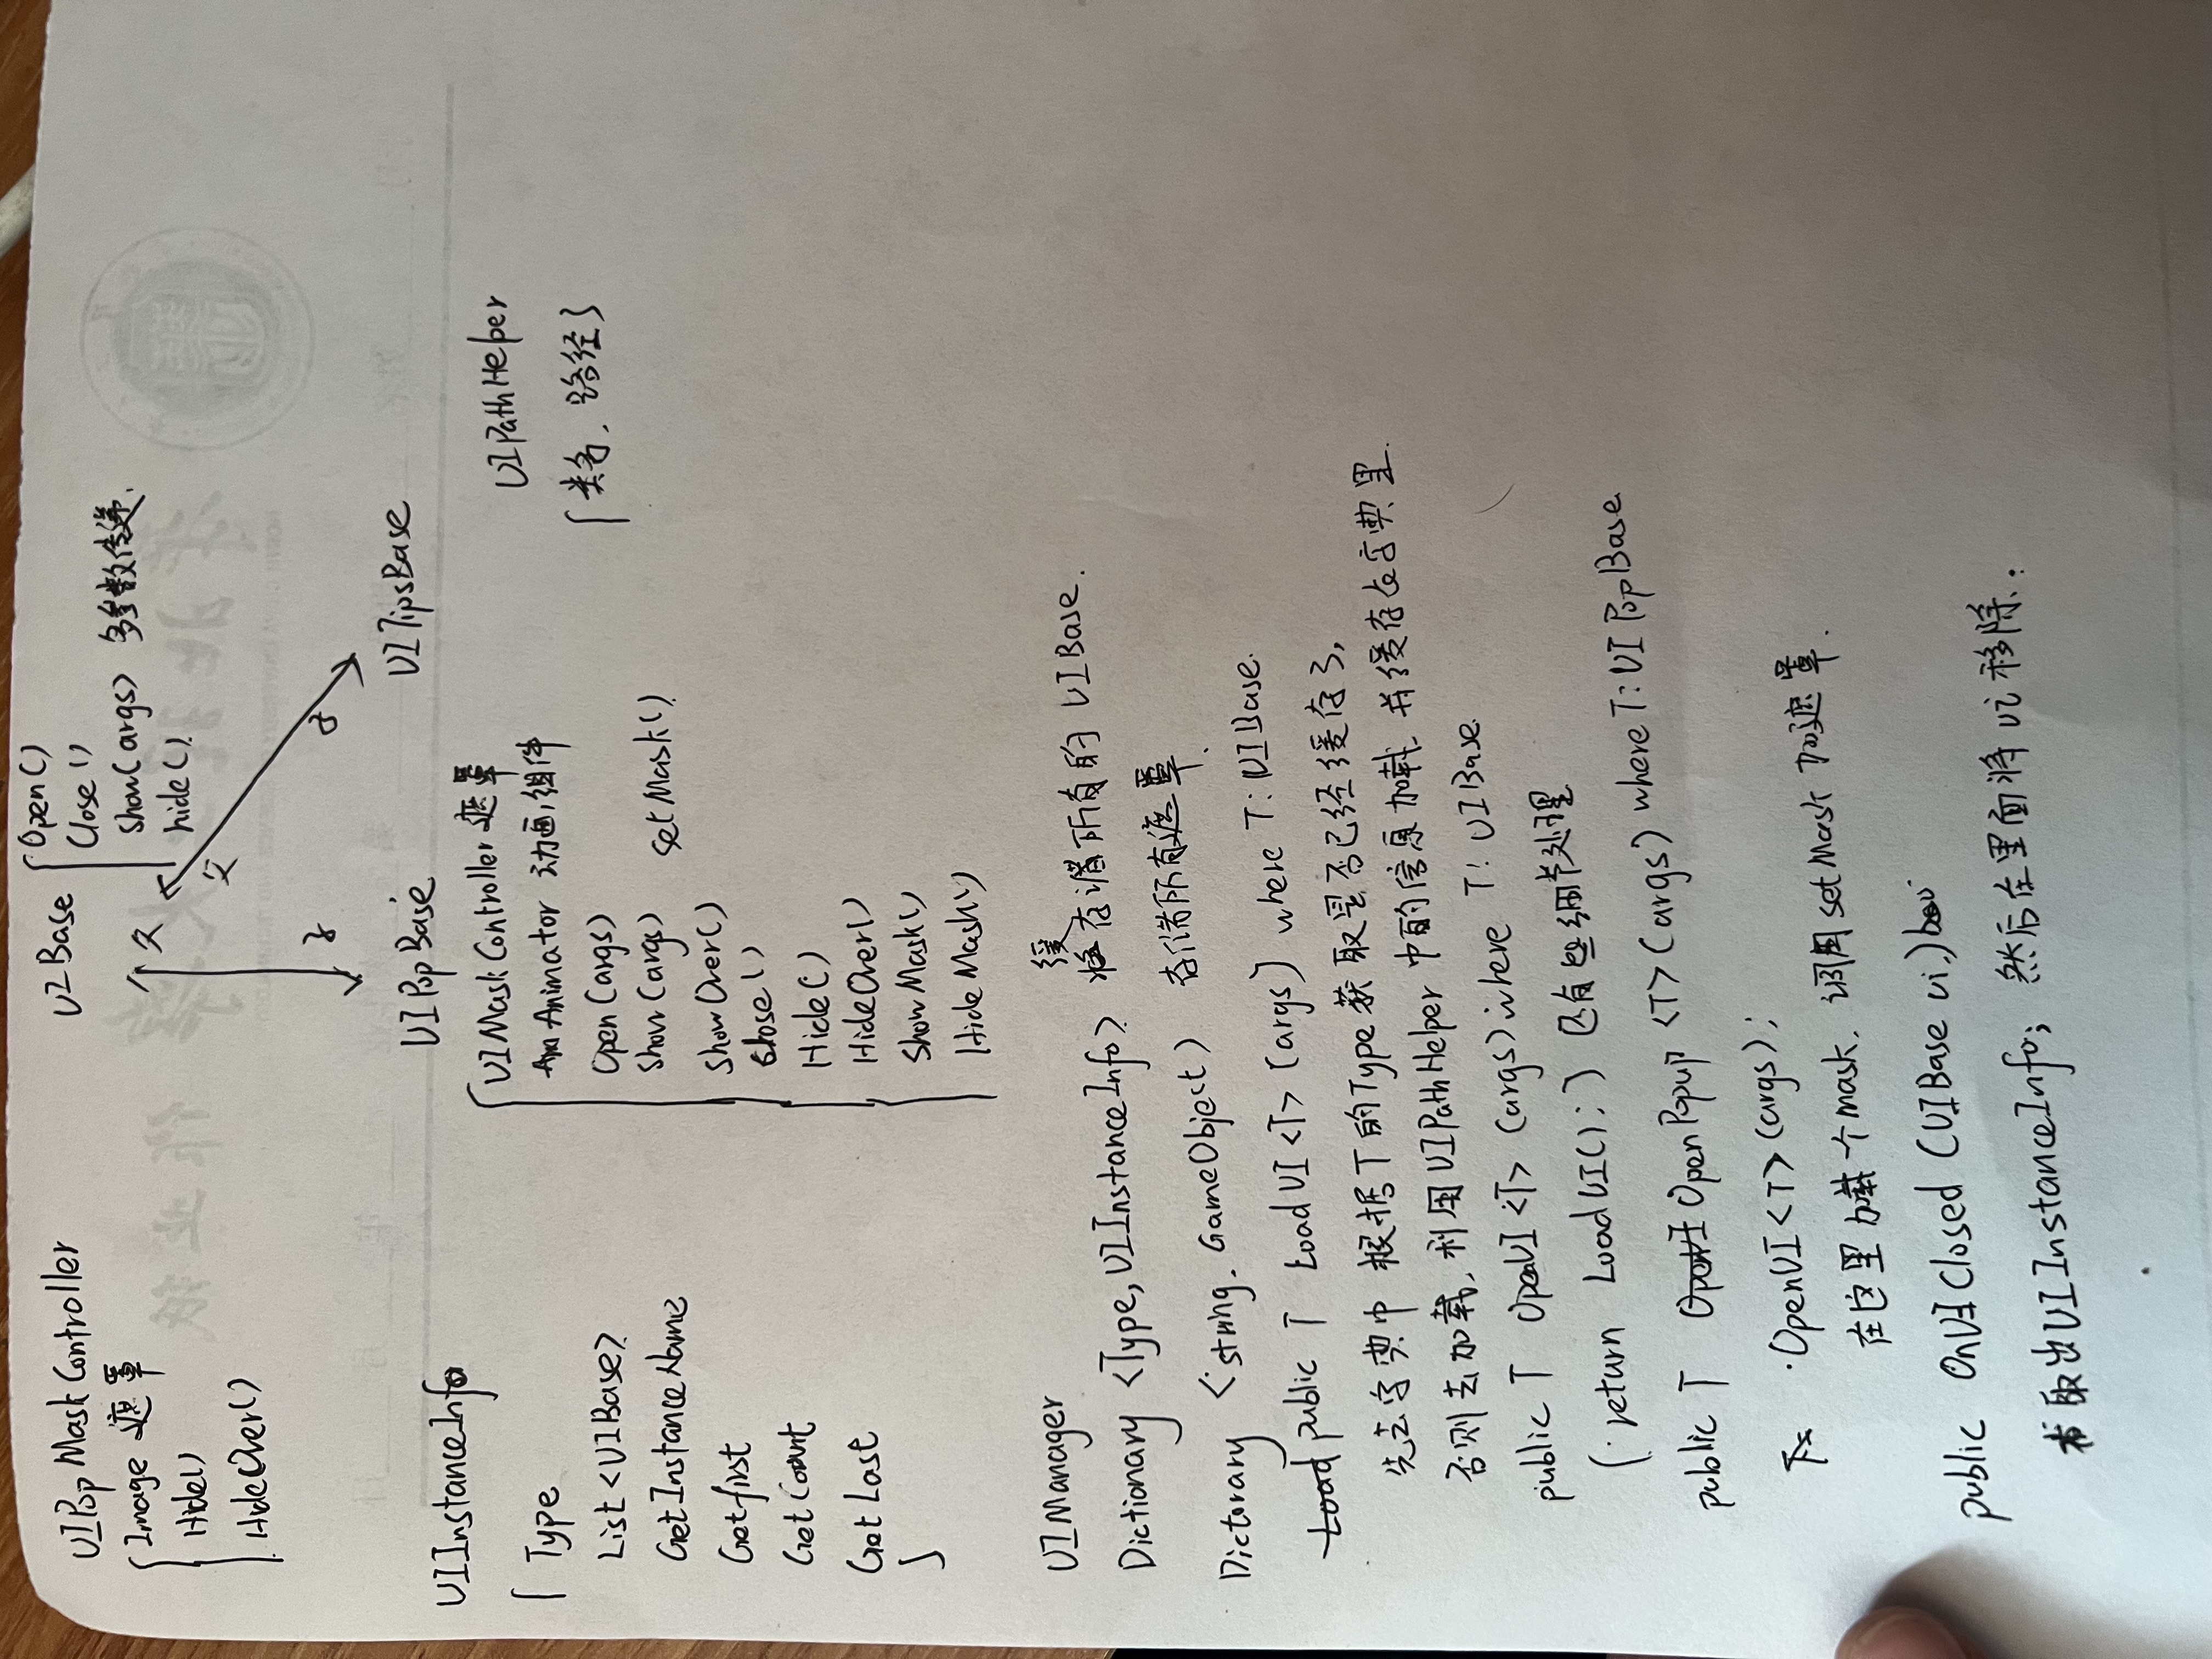 UIPopMaskController
Image 遮罩
Hide()
HideOver()
UIBase
Open()
Close()
Show(args) 多参数传递.
hide().
父
父
子
子
UIPopBase
UITipsBase
UIInstanceInfo
{ Type
List<UIBase>
GetInstanceName
Getfirst
GetCount
Get Last
}
UIMaskController 遮罩
Animator 动画组件
Open(args)
Show(args) setMask()
ShowOver()
Close()
Hide()
HideOver()
ShowMask()
HideMask()
UIPathHelper
{类名, 路径}
UIManager
Dictionary <Type, UIInstanceInfo> 缓存所有的 UIBase.
Dictorary <string, GameObject> 存储所有遮罩.
public T LoadUI<T> (args) where T: UIBase.
先去字典中 根据T的Type获取是否已经缓存了,
否则去加载, 利用UIPathHelper中的信息加载 并缓存在字典里.
public T OpenUI<T> (args) where T: UIBase.
{ return LoadUI(); } 还有些细节处理
public T OpenPopup <T>(args) where T: UIPopBase
OpenUI<T>(args);
在这里加载个mask. 调用setMask 加遮罩.
public OnUIClosed (UIBase ui)
取出UIInstanceInfo; 然后在里面将ui移除.